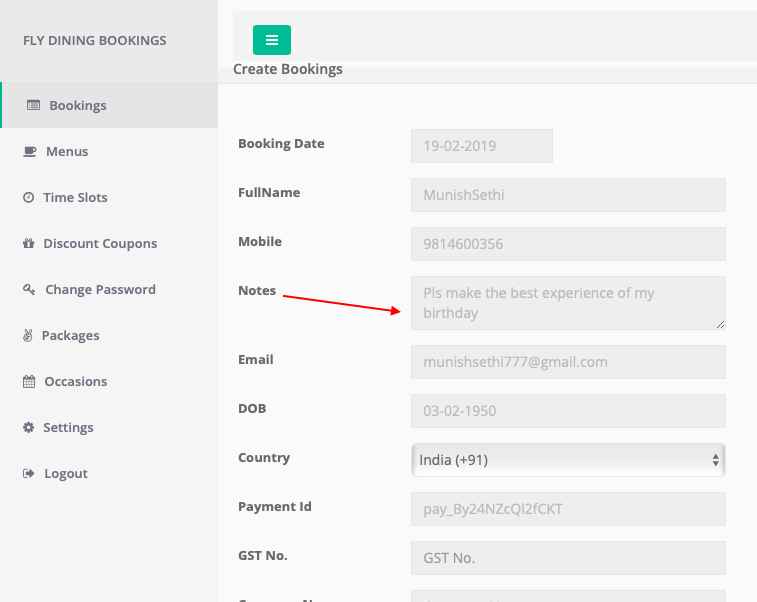 FLY DINING BOOKINGS
Bookings
Menus
Time Slots
Discount Coupons
Change Password
Packages
Occasions
Settings
Logout
Create Bookings
Booking Date
19-02-2019
FullName
MunishSethi
Mobile
9814600356
Notes
Pls make the best experience of my
birthday
Email
munishsethi777@gmail.com
DOB
03-02-1950
Country
India (+91)
Payment Id
pay_By24NZcQl2fCKT
GST No.
GST No.